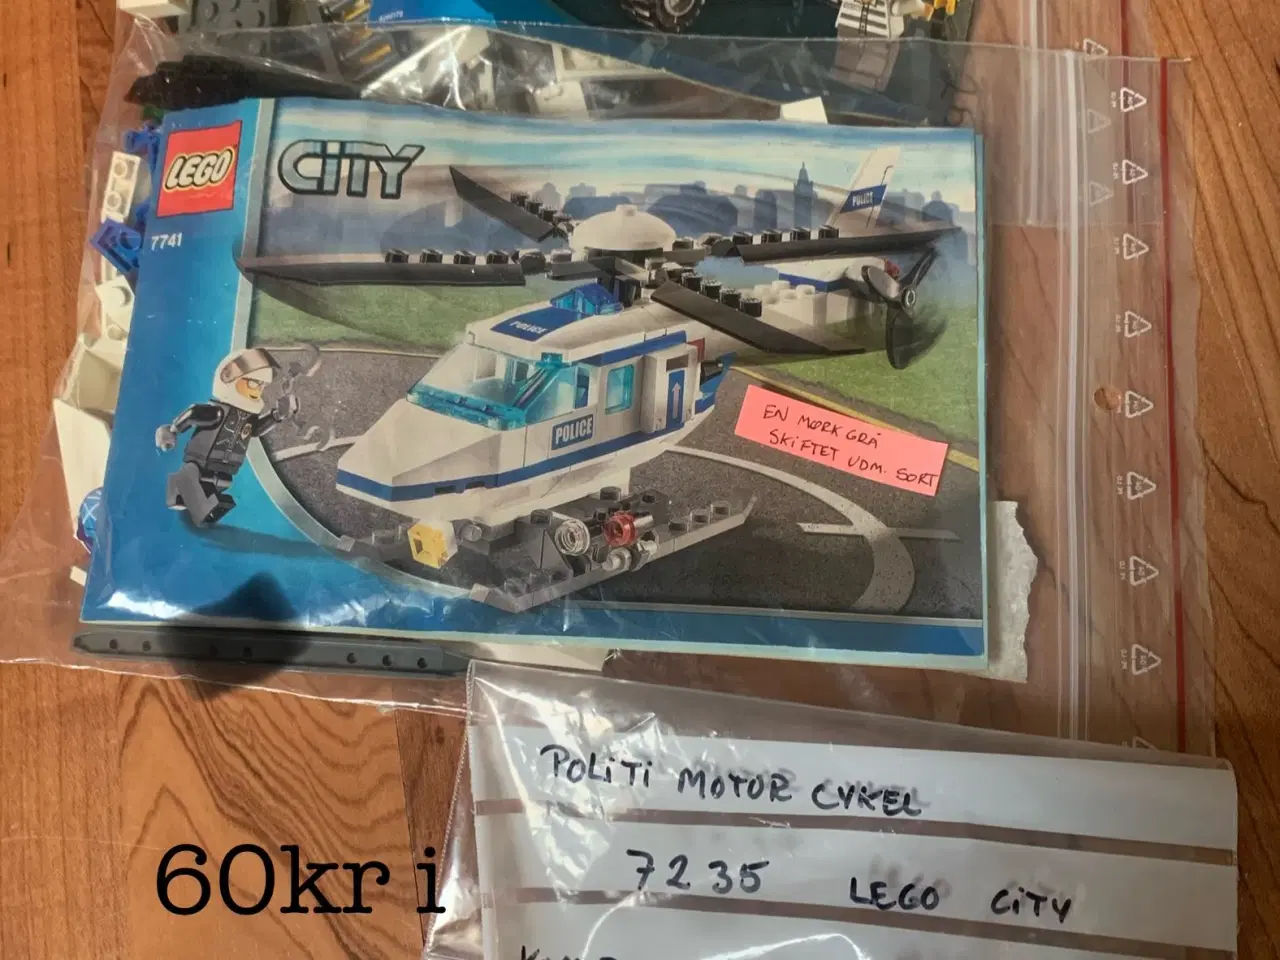 LEGO
CITY
7741
POLICE
POLICE
POLICE
EN MØRK GRÅ
SKIFTET UDM. SORT
POLITI MOTOR CYKEL
7235 LEGO CITY
60kr i